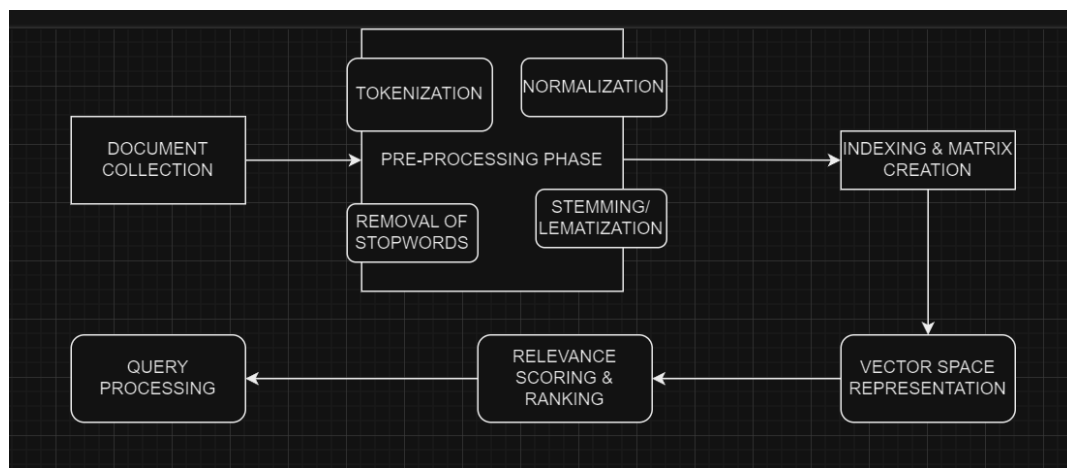 TOKENIZATION
NORMALIZATION
DOCUMENT
COLLECTION
PRE-PROCESSING PHASE
INDEXING & MATRIX
CREATION
REMOVAL OF
STOPWORDS
STEMMING/
LEMATIZATION
QUERY
PROCESSING
RELEVANCE
SCORING &
RANKING
VECTOR SPACE
REPRESENTATION